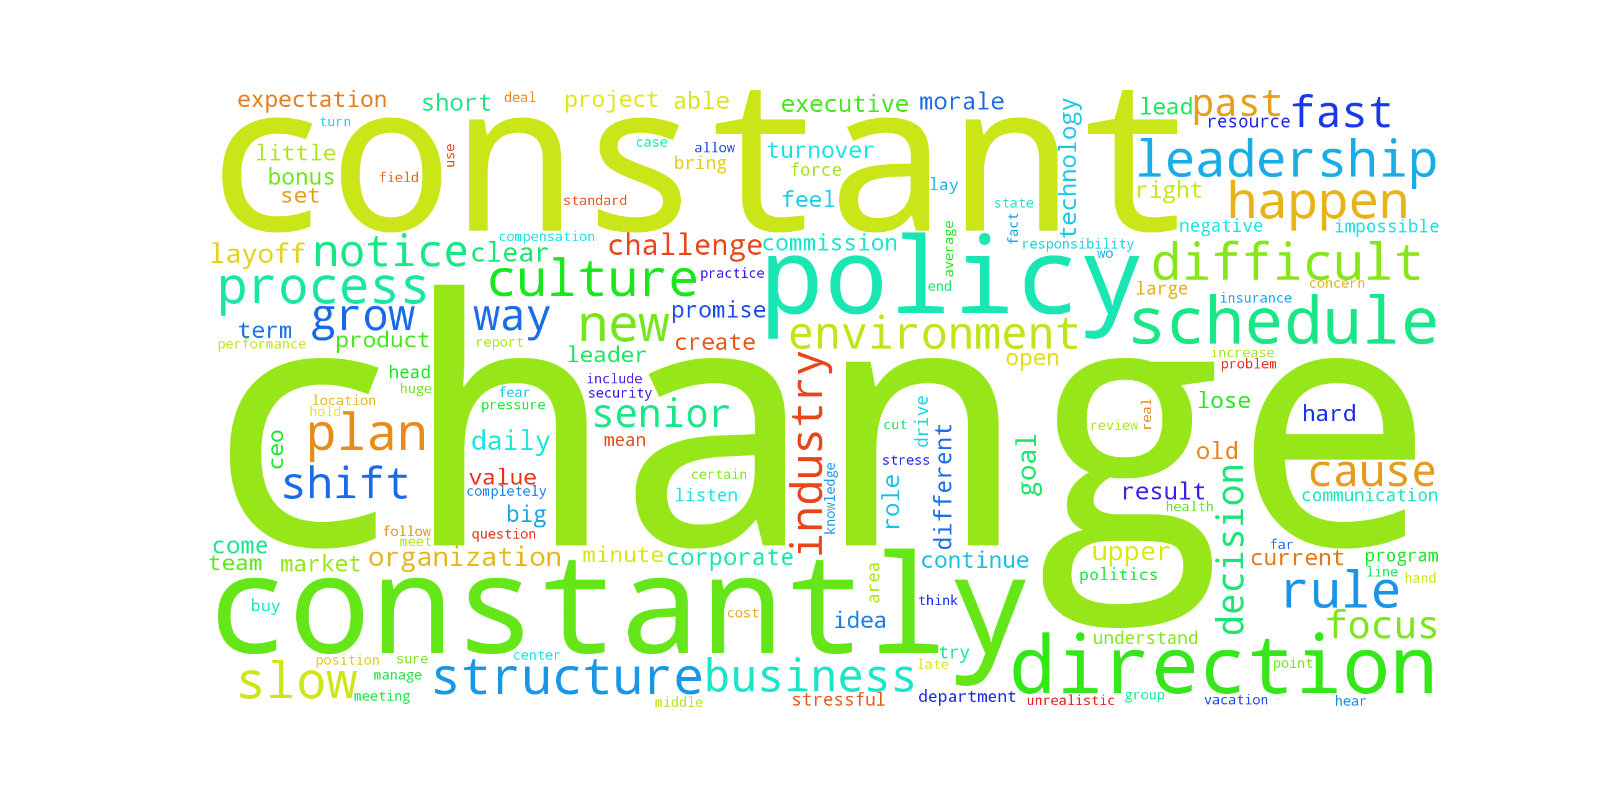 expectation short deal project able executive morale lead past fast
turn constant technology resource
little use case allow turnover leadership
bonus field bring force right
set standard feel lay state happen
layoff notice clear compensation challenge commission average fact responsibility negative impossible
process culture practice policy end wo difficult
large insurance concern
term grow way new promise environment schedule
performance product report leader create open increase
head huge include problem
location fear security industry lose
hold pressure senior drive review real hard
plan daily mean cut different goal old
ceo change stress cause
shift value certain knowledge role result communication
completely listen decision
big health
follow question
come meet minute corporate continue upper current far program
team market organization politics line hand
area think rule
buy constantly cost idea focus
understand
slow position sure structure center business try late direction point
manage
meeting middle stressful department unrealistic group vacation hear